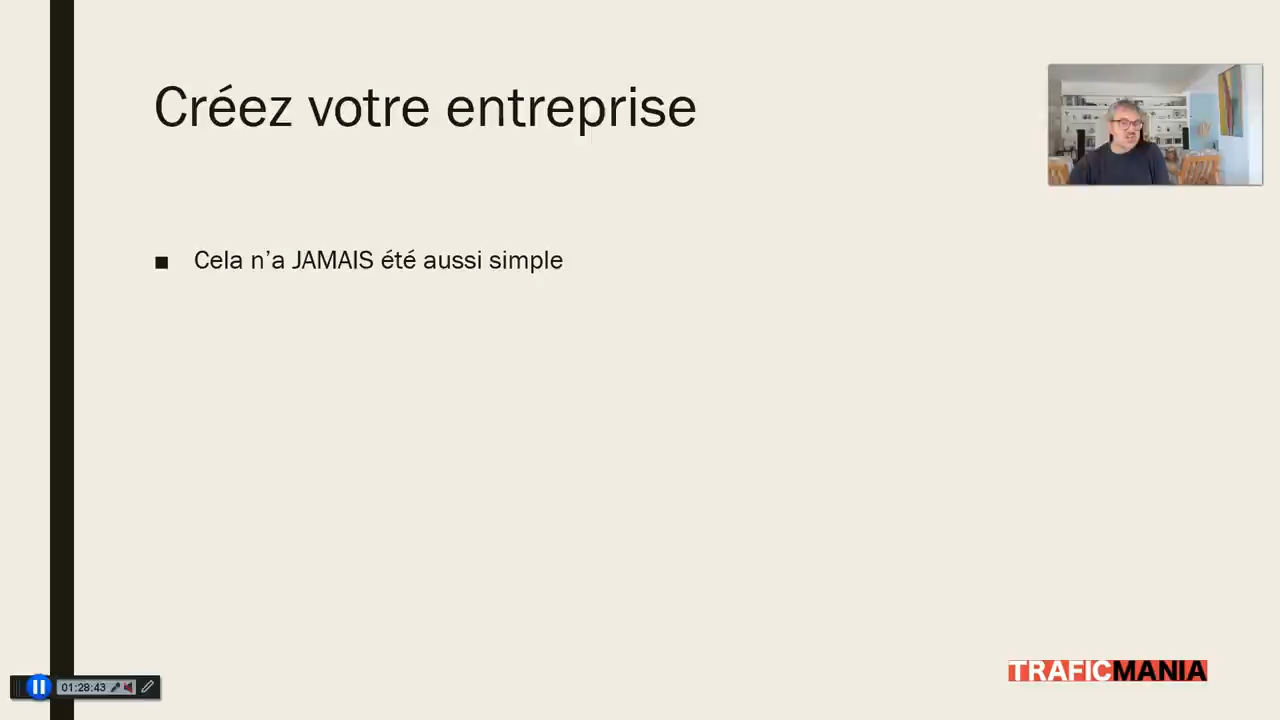 Créez votre entreprise
Cela n’a JAMAIS été aussi simple
TRAFICMANIA
01:28:43